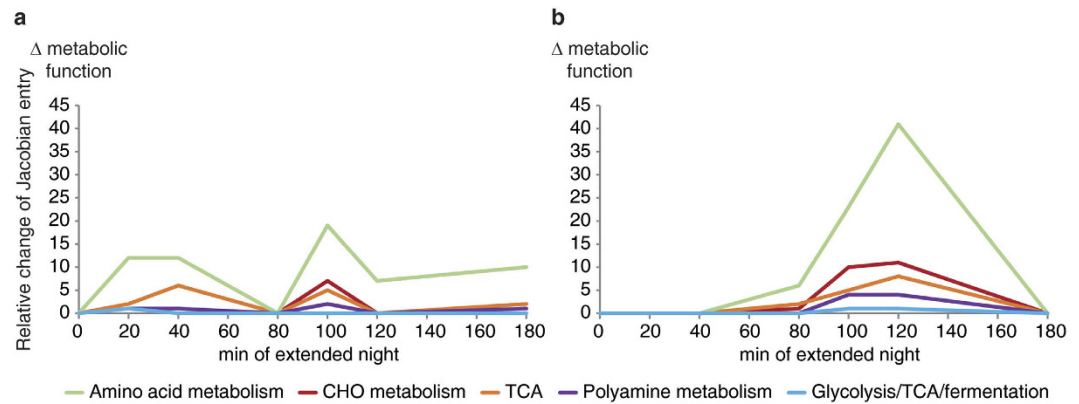 a
Δ metabolic
function
Relative change of Jacobian entry
45
40
35
30
25
20
15
10
5
0
0 20 40 60 80 100 120 140 160 180
min of extended night
b
Δ metabolic
function
45
40
35
30
25
20
15
10
5
0
0 20 40 60 80 100 120 140 160 180
min of extended night
Amino acid metabolism CHO metabolism TCA Polyamine metabolism Glycolysis/TCA/fermentation